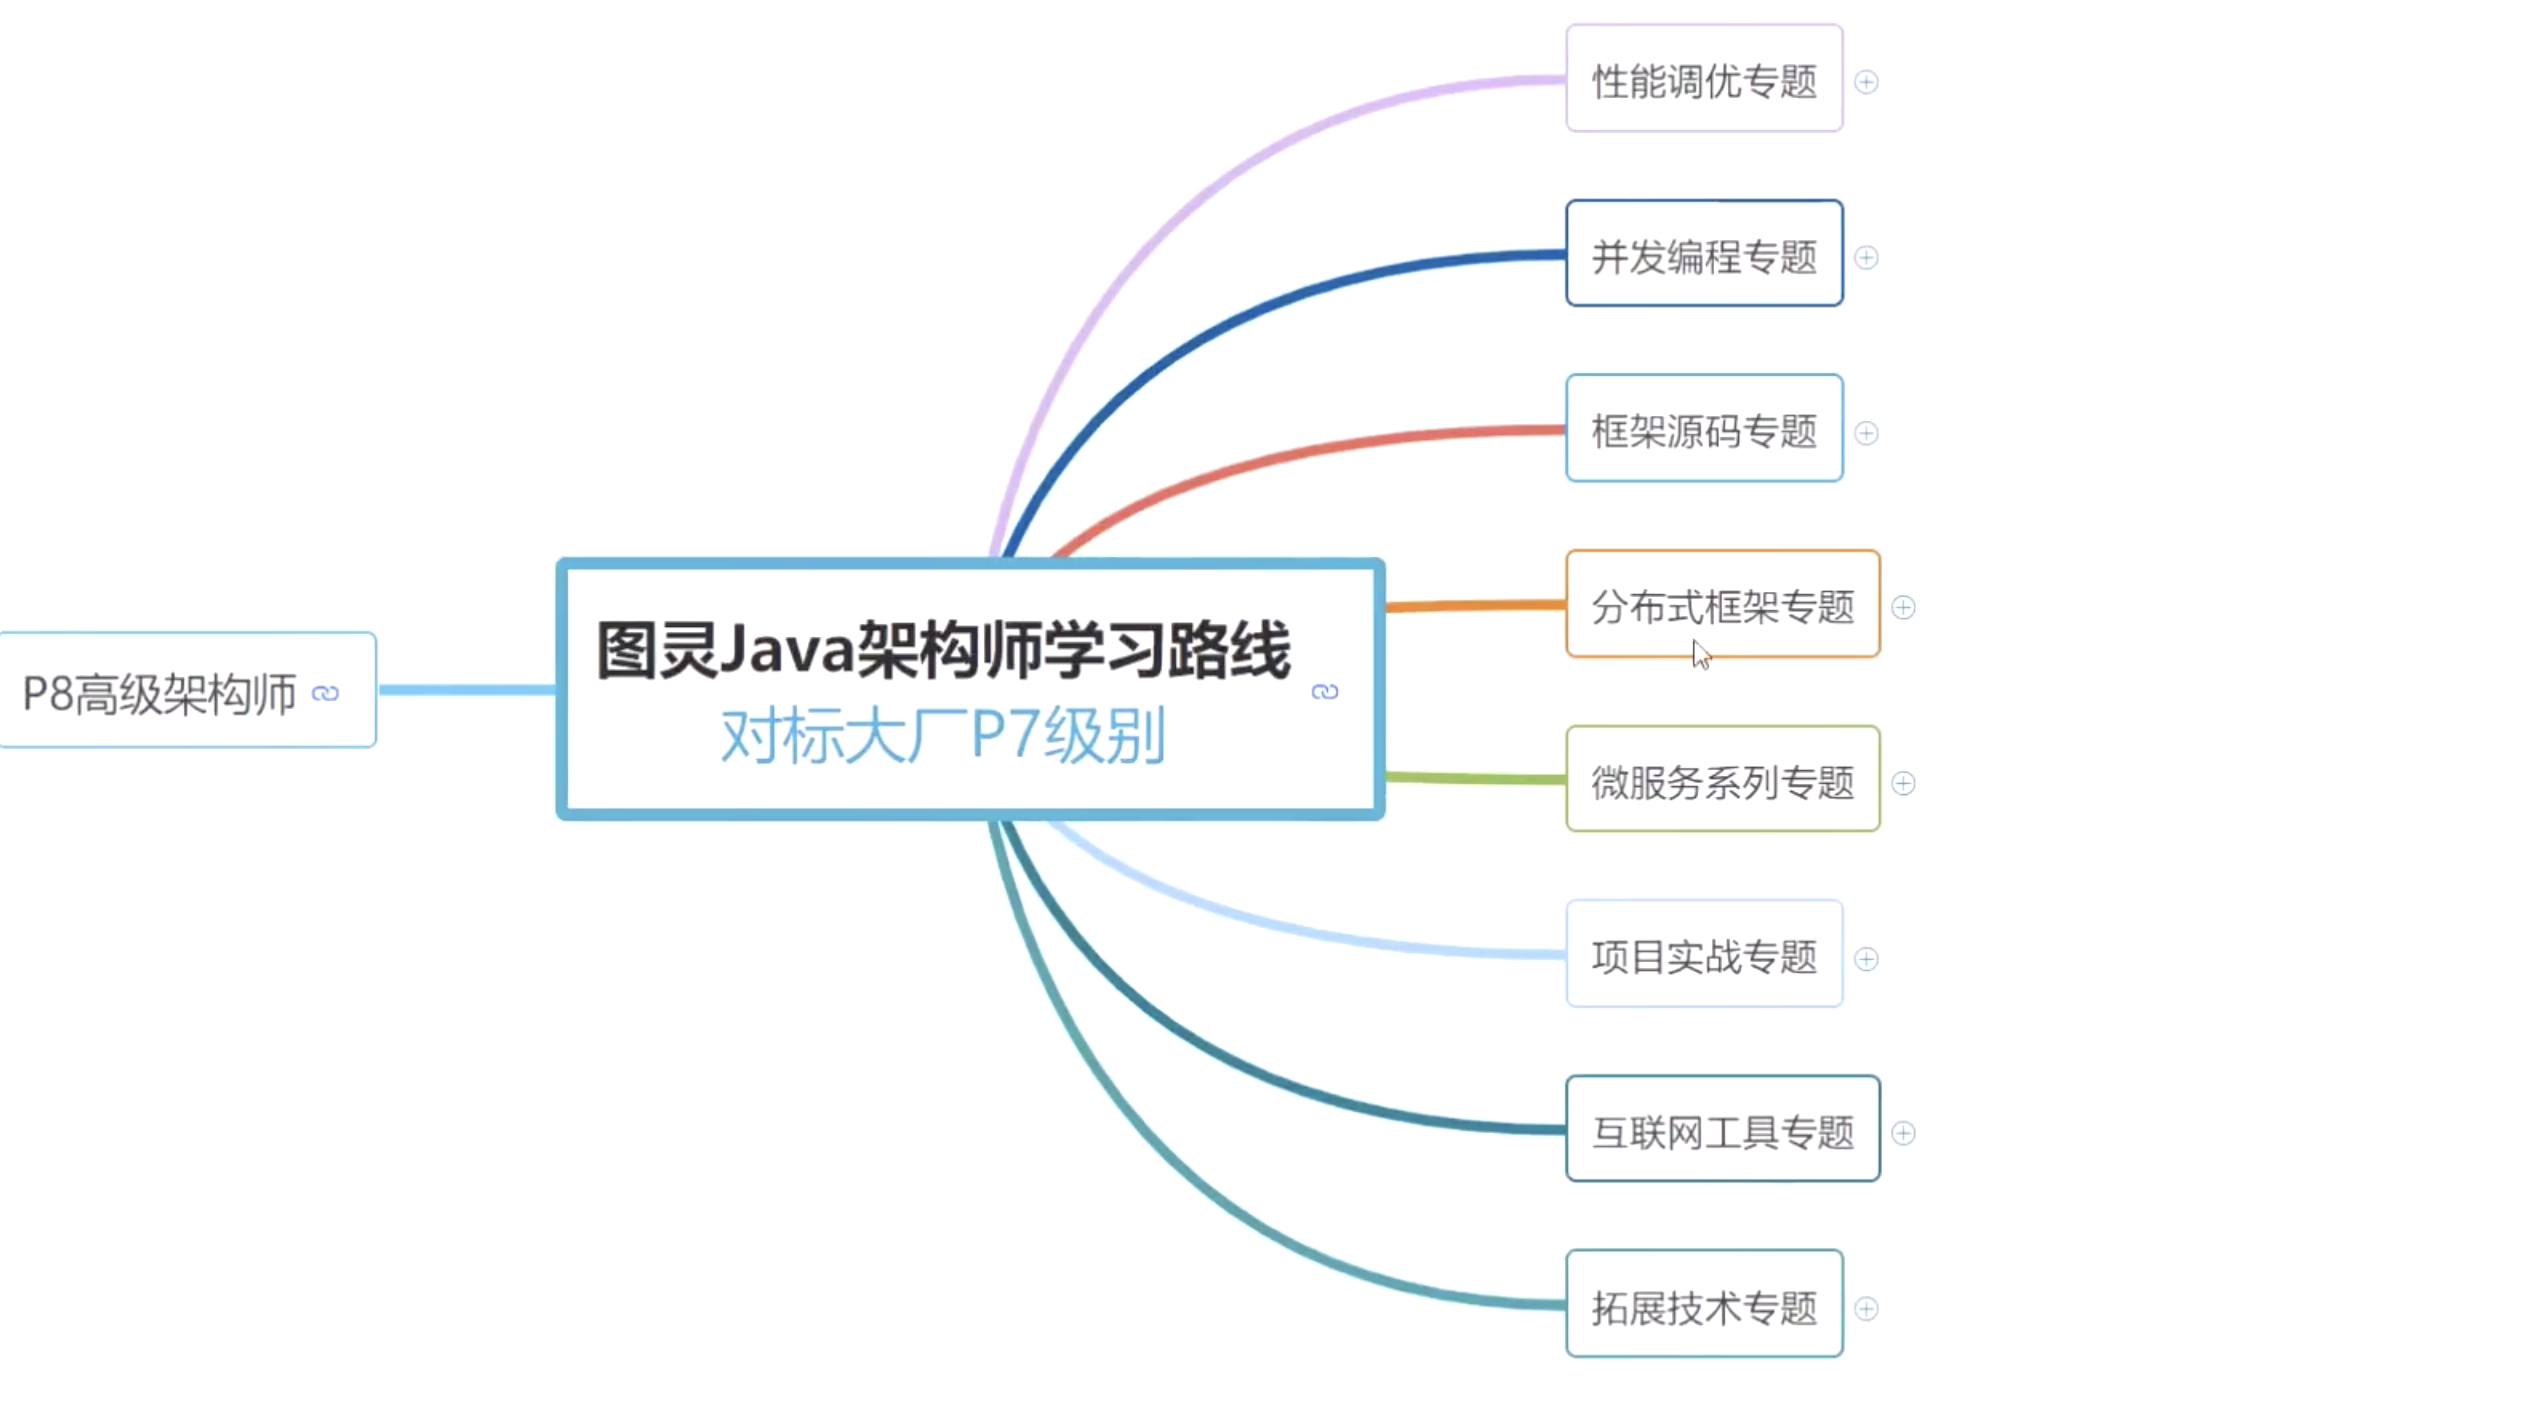 P8高级架构师
图灵Java架构师学习路线
对标大厂P7级别
性能调优专题
并发编程专题
框架源码专题
分布式框架专题
微服务系列专题
项目实战专题
互联网工具专题
拓展技术专题